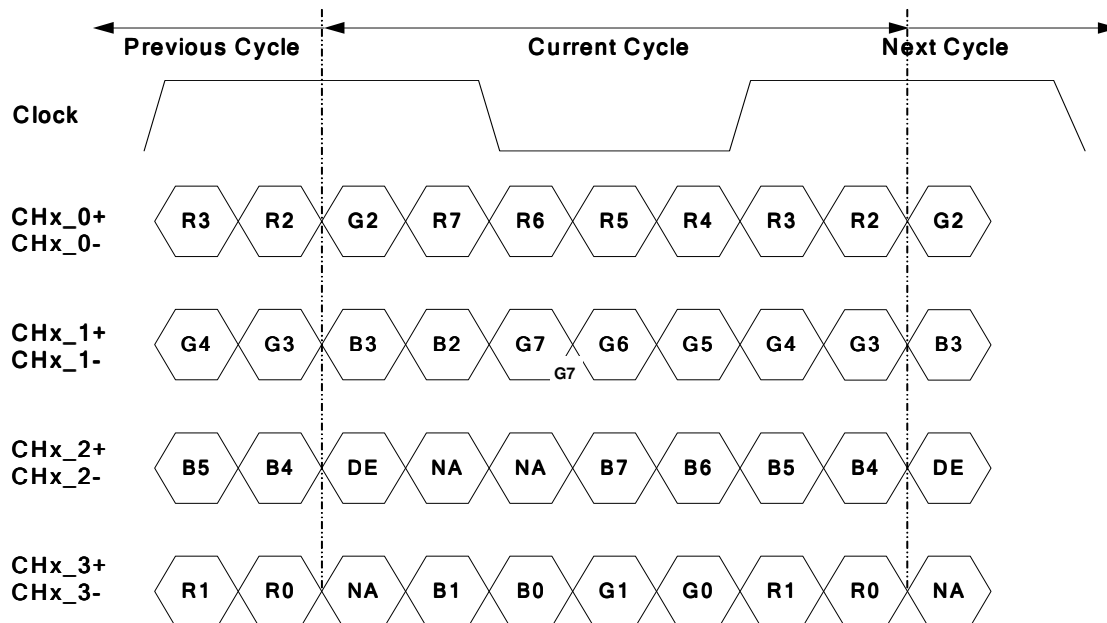 Previous Cycle Current Cycle Next Cycle
Clock
CHx_0+
CHx_0-
R3 R2 G2 R7 R6 R5 R4 R3 R2 G2
CHx_1+
CHx_1-
G4 G3 B3 B2 G7 G6 G5 G4 G3 B3
G7
CHx_2+
CHx_2-
B5 B4 DE NA NA B7 B6 B5 B4 DE
CHx_3+
CHx_3-
R1 R0 NA B1 B0 G1 G0 R1 R0 NA